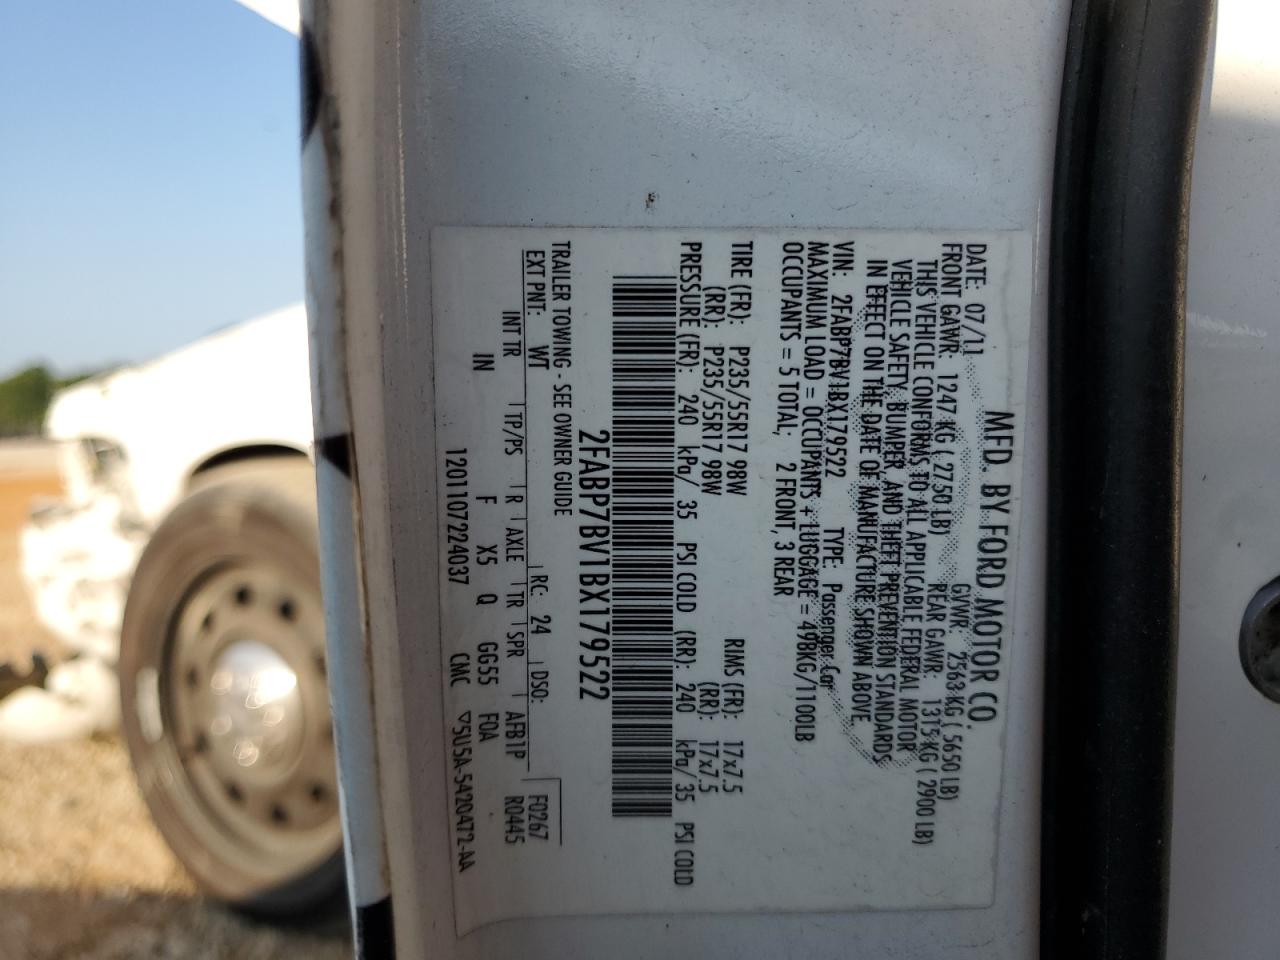 MFD. BY FORD MOTOR CO.
DATE: 07/11 GVWR: 2563 KG ( 5650 LB)
FRONT GAWR: 1247 KG ( 2750 LB) REAR GAWR: 1315 KG ( 2900 LB)
THIS VEHICLE CONFORMS TO ALL APPLICABLE FEDERAL MOTOR
VEHICLE SAFETY, BUMPER, AND THEFT PREVENTION STANDARDS
IN EFFECT ON THE DATE OF MANUFACTURE SHOWN ABOVE
VIN: 2FABP7BV1BX179522 TYPE: Passenger Car
MAXIMUM LOAD = OCCUPANTS + LUGGAGE = 498KG/1100LB
OCCUPANTS = 5 TOTAL, 2 FRONT, 3 REAR
TIRE (FR): P235/55R17 98W RIMS (FR): 17x7.5
(RR): P235/55R17 98W (RR): 17x7.5
PRESSURE (FR): 240 kPa/ 35 PSI COLD (RR): 240 kPa/ 35 PSI COLD
2FABP7BV1BX179522
TRAILER TOWING - SEE OWNER GUIDE
EXT PNT: WT RC: 24 DSO: F0267
R0445
INT TR TP/PS R AXLE TR SPR AFB1P
IN F X5 Q GG55 F0A
1201107224037 CMC ▽5U5A-5420472-AA